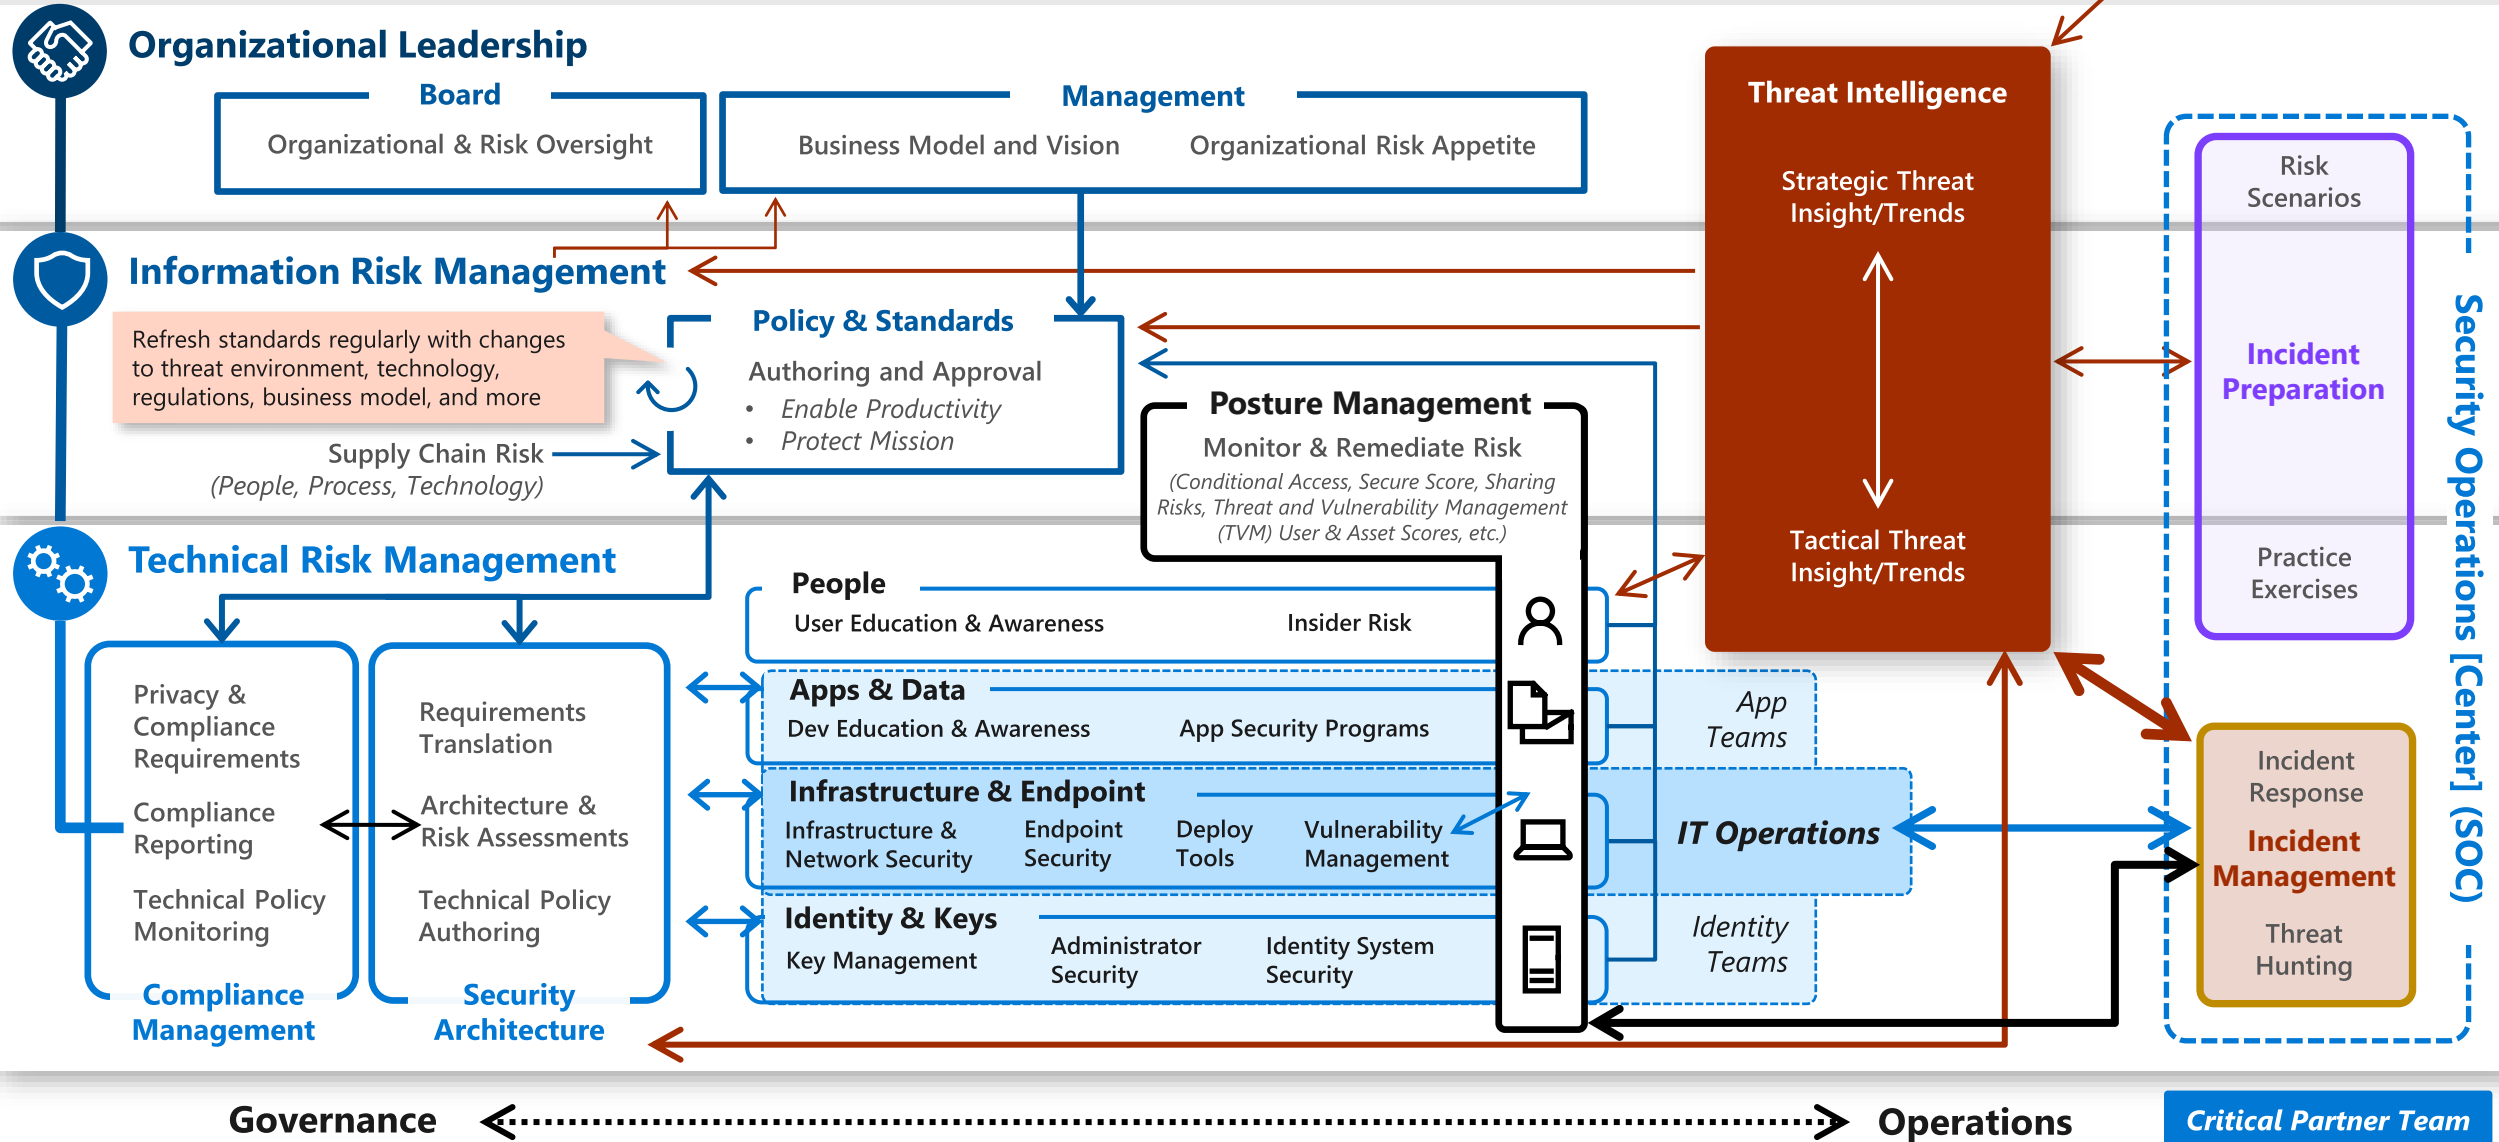 Organizational Leadership
Board
Organizational & Risk Oversight
Management
Business Model and Vision
Organizational Risk Appetite
Threat Intelligence
Strategic Threat
Insight/Trends
Tactical Threat
Insight/Trends
Risk
Scenarios
Incident
Preparation
Practice
Exercises
Security Operations [Center] (SOC)
Information Risk Management
Refresh standards regularly with changes
to threat environment, technology,
regulations, business model, and more
Supply Chain Risk
(People, Process, Technology)
Policy & Standards
Authoring and Approval
• Enable Productivity
• Protect Mission
Posture Management
Monitor & Remediate Risk
(Conditional Access, Secure Score, Sharing
Risks, Threat and Vulnerability Management
(TVM) User & Asset Scores, etc.)
Technical Risk Management
Privacy &
Compliance
Requirements
Compliance
Reporting
Technical Policy
Monitoring
Compliance
Management
Requirements
Translation
Architecture &
Risk Assessments
Technical Policy
Authoring
Security
Architecture
People
User Education & Awareness
Insider Risk
Apps & Data
Dev Education & Awareness
App Security Programs
App
Teams
Infrastructure & Endpoint
Infrastructure &
Network Security
Endpoint
Security
Deploy
Tools
Vulnerability
Management
IT Operations
Identity & Keys
Key Management
Administrator
Security
Identity System
Security
Identity
Teams
Incident
Response
Incident
Management
Threat
Hunting
Governance
Operations
Critical Partner Team